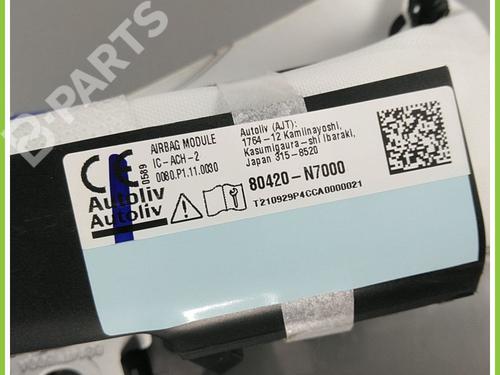 B-PARTS
CE
0589
AIRBAG MODULE
IC-ACH-2
0080.P1.11.0030
Autoliv
Autoliv
Autoliv (AJT):
1764-12 Kamiinayoshi,
Kasumigaura-shi Ibaraki,
Japan 315-8520
80420-N7000
T210929P4CCA0000021